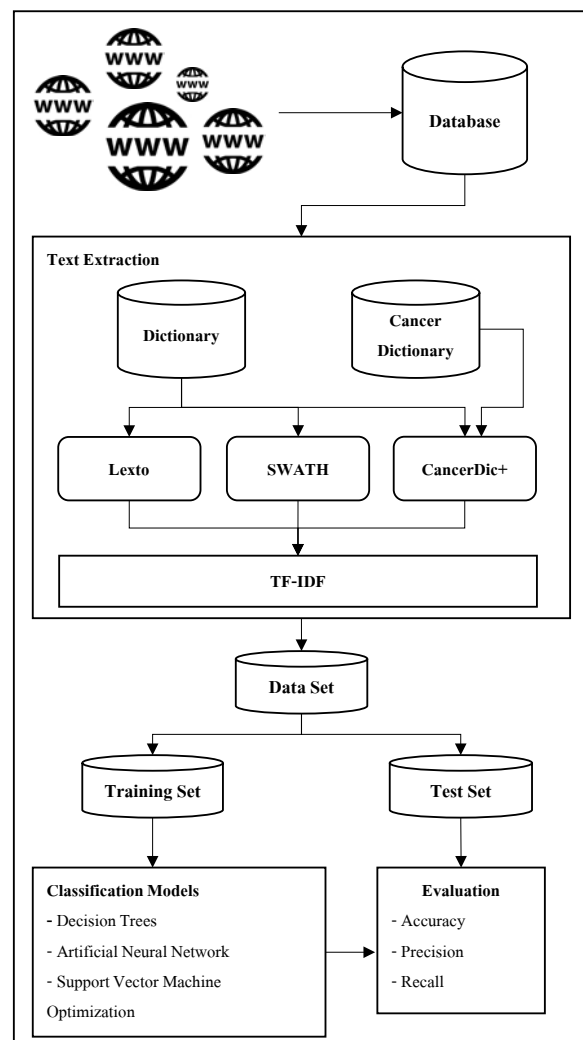 WWW
WWW
WWW
WWW
WWW
Database
Text Extraction
Dictionary
Cancer
Dictionary
Lexto
SWATH
CancerDic+
TF-IDF
Data Set
Training Set
Test Set
Classification Models
- Decision Trees
- Artificial Neural Network
- Support Vector Machine
Optimization
Evaluation
- Accuracy
- Precision
- Recall